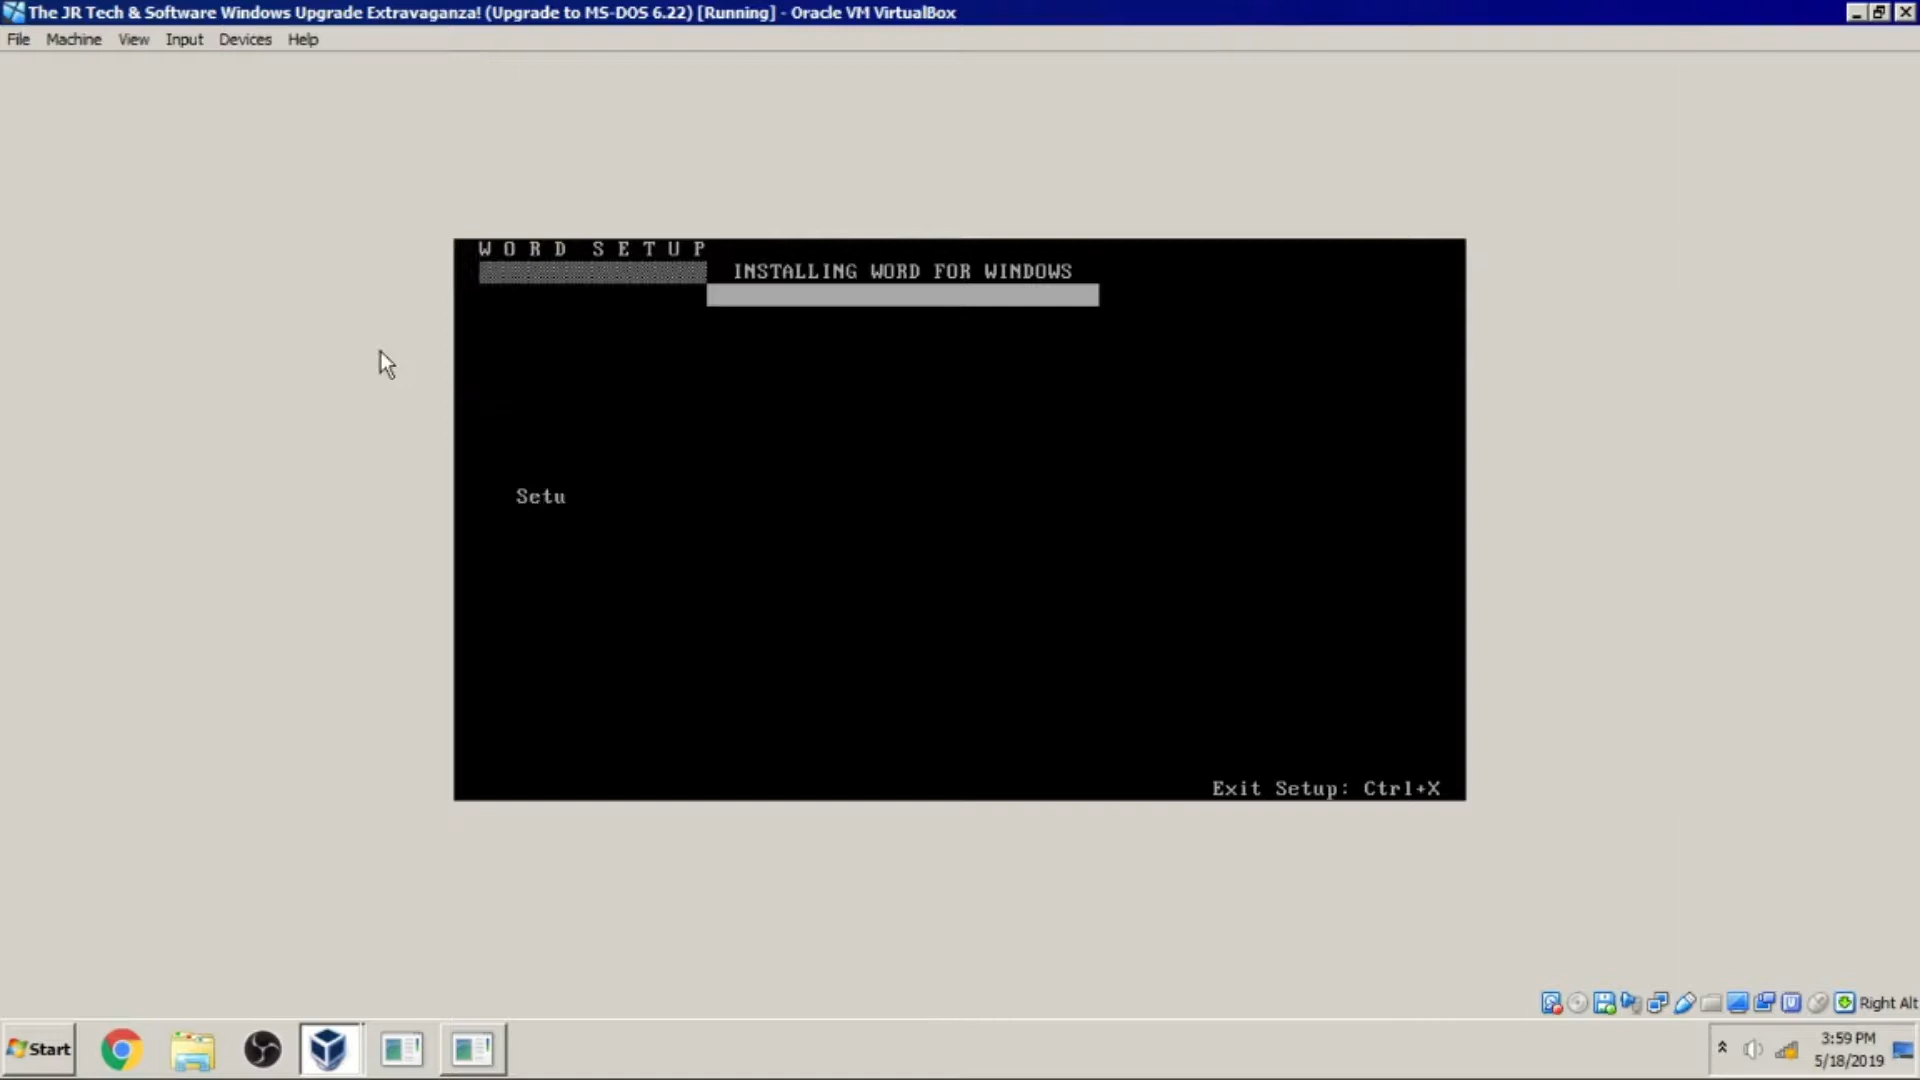 The JR Tech & Software Windows Upgrade Extravaganza! (Upgrade to MS-DOS 6.22) [Running] - Oracle VM VirtualBox
File Machine View Input Devices Help
WORD SETUP
INSTALLING WORD FOR WINDOWS
Setu
Exit Setup: Ctrl+X
Right Alt
Start
3:59 PM
5/18/2019